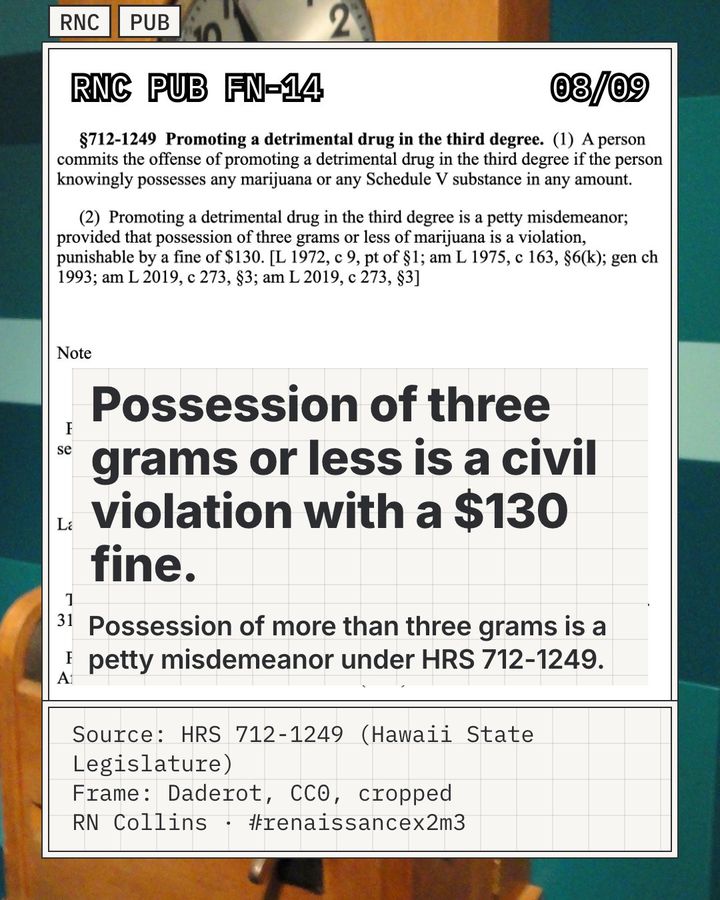 RNC PUB
2
RNC PUB FN-14 08/09
§712-1249 Promoting a detrimental drug in the third degree. (1) A person
commits the offense of promoting a detrimental drug in the third degree if the person
knowingly possesses any marijuana or any Schedule V substance in any amount.
(2) Promoting a detrimental drug in the third degree is a petty misdemeanor;
provided that possession of three grams or less of marijuana is a violation,
punishable by a fine of $130. [L 1972, c 9, pt of §1; am L 1975, c 163, §6(k); gen ch
1993; am L 2019, c 273, §3; am L 2019, c 273, §3]
Note
Possession of three
grams or less is a civil
violation with a $130
fine.
Possession of more than three grams is a
petty misdemeanor under HRS 712-1249.
se
31
Source: HRS 712-1249 (Hawaii State
Legislature)
Frame: Daderot, CC0, cropped
RN Collins · #renaissancex2m3